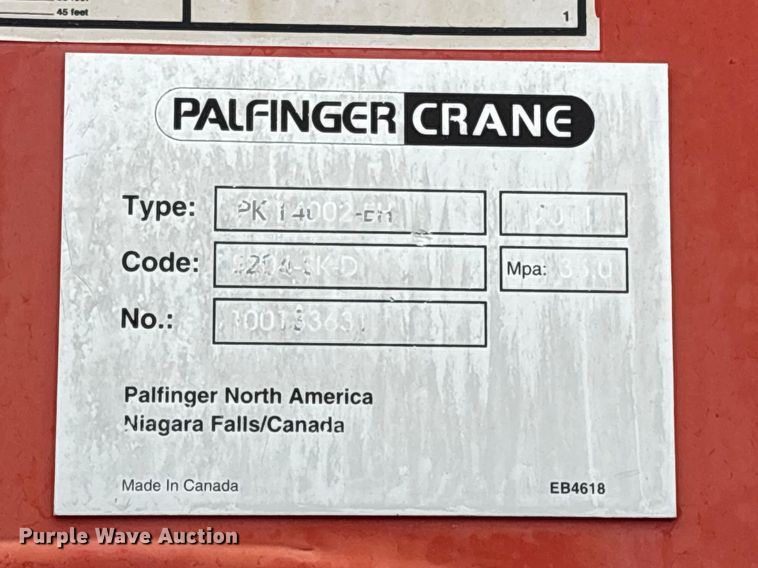 45 feet
1
PALFINGER CRANE
Type: PK 14002-EH
Code:
Mpa:
No.:
Palfinger North America
Niagara Falls/Canada
Made In Canada EB4618
Purple Wave Auction